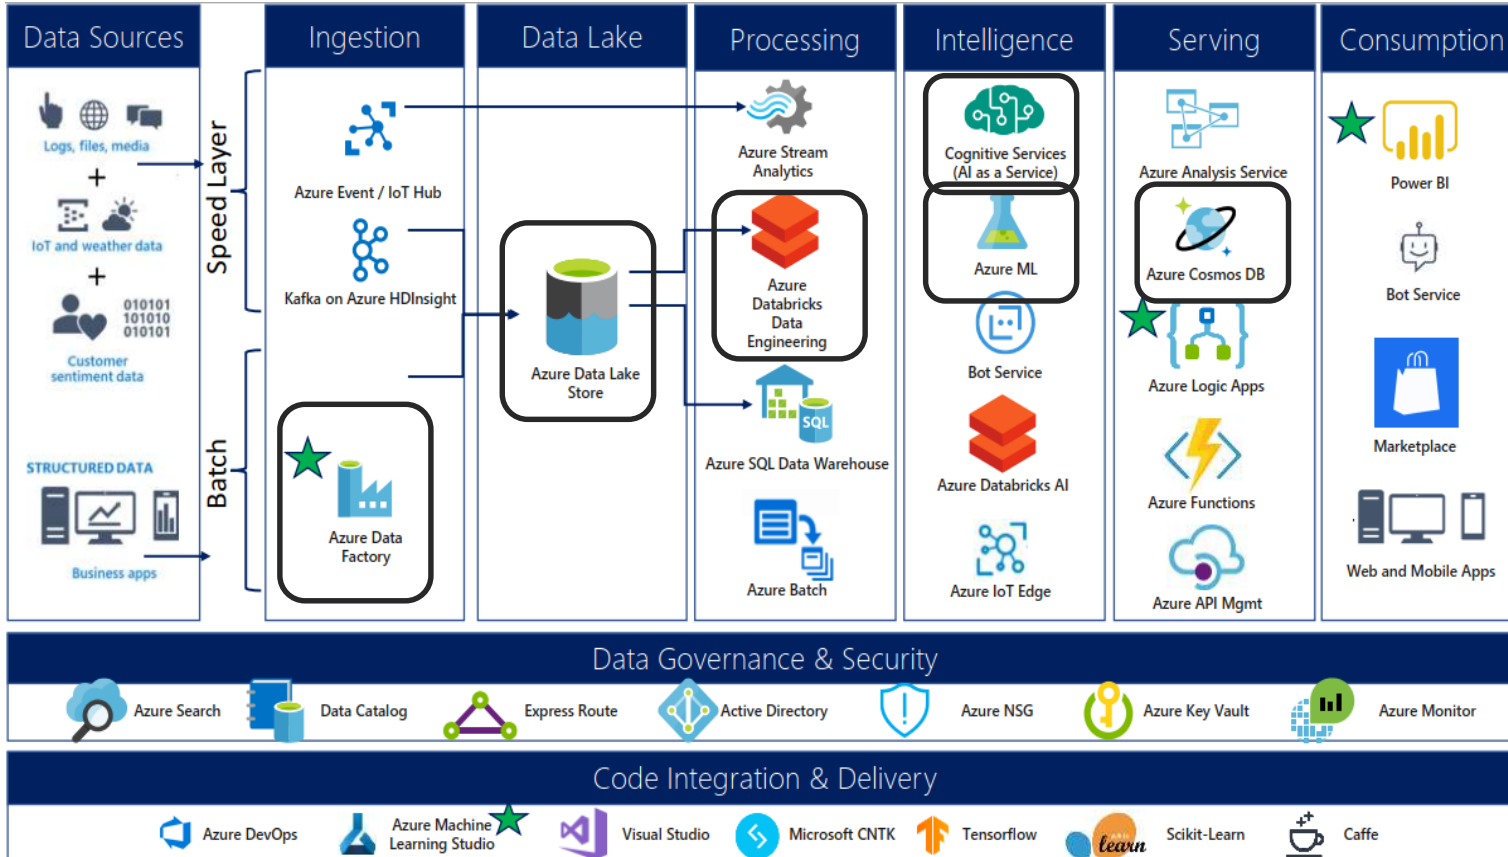 Data Sources
Ingestion
Data Lake
Processing
Intelligence
Serving
Consumption
Logs, files, media
+
IoT and weather data
+
010101
101010
010101
Customer
sentiment data
STRUCTURED DATA
Business apps
Speed Layer
Batch
Azure Event / IoT Hub
Kafka on Azure HDInsight
Azure Data
Factory
Azure Data Lake
Store
Azure Stream
Analytics
Azure
Databricks
Data
Engineering
SQL
Azure SQL Data Warehouse
Azure Batch
Cognitive Services
(AI as a Service)
Azure ML
Bot Service
Azure Databricks AI
Azure IoT Edge
Azure Analysis Service
Azure Cosmos DB
Azure Logic Apps
Azure Functions
Azure API Mgmt
Power BI
Bot Service
Marketplace
Web and Mobile Apps
Data Governance & Security
Azure Search
Data Catalog
Express Route
Active Directory
Azure NSG
Azure Key Vault
Azure Monitor
Code Integration & Delivery
Azure DevOps
Azure Machine
Learning Studio
Visual Studio
Microsoft CNTK
Tensorflow
learn
Scikit-Learn
Caffe